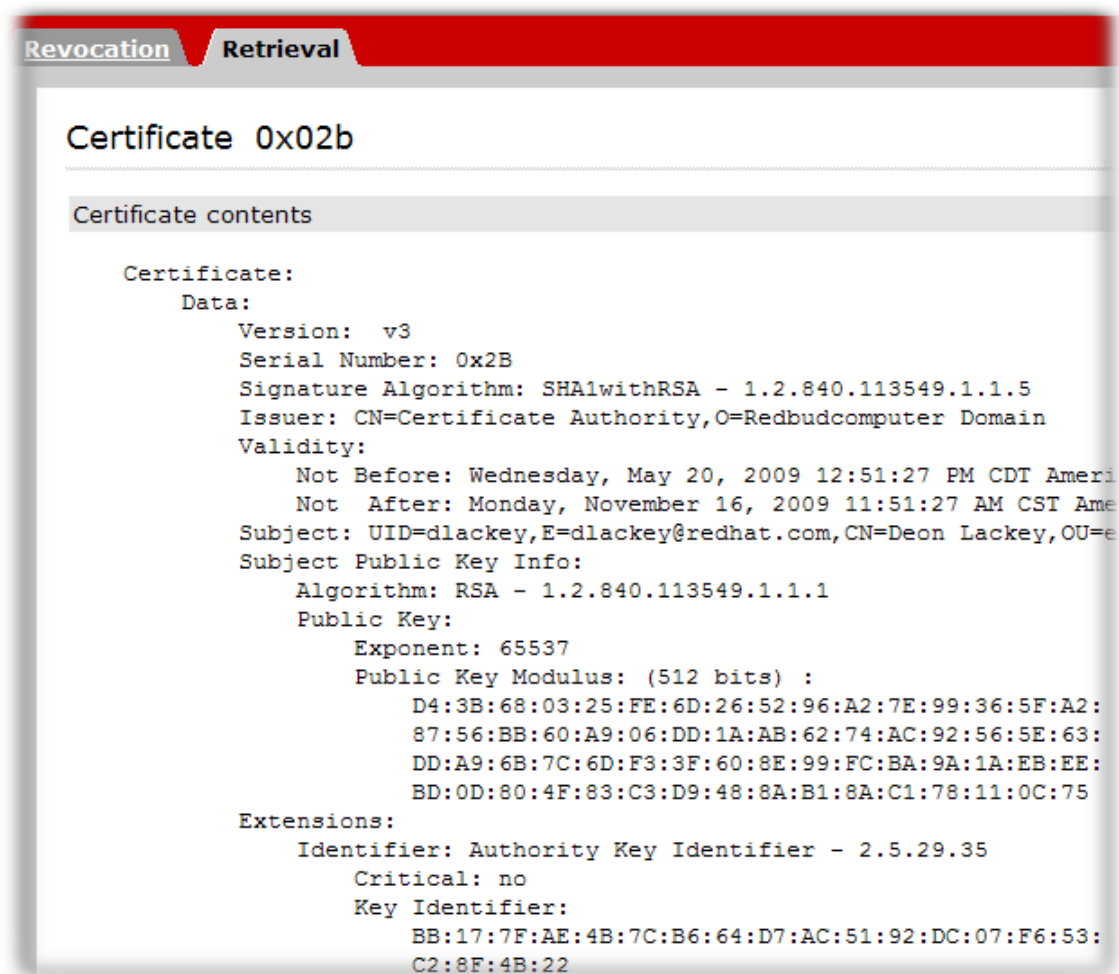 Revocation Retrieval
Certificate 0x02b
Certificate contents
Certificate:
Data:
Version: v3
Serial Number: 0x2B
Signature Algorithm: SHA1withRSA - 1.2.840.113549.1.1.5
Issuer: CN=Certificate Authority,O=Redbudcomputer Domain
Validity:
Not Before: Wednesday, May 20, 2009 12:51:27 PM CDT Ameri
Not After: Monday, November 16, 2009 11:51:27 AM CST Ame
Subject: UID=dlackey,E=dlackey@redhat.com,CN=Deon Lackey,OU=e
Subject Public Key Info:
Algorithm: RSA - 1.2.840.113549.1.1.1
Public Key:
Exponent: 65537
Public Key Modulus: (512 bits) :
D4:3B:68:03:25:FE:6D:26:52:96:A2:7E:99:36:5F:A2:
87:56:BB:60:A9:06:DD:1A:AB:62:74:AC:92:56:5E:63:
DD:A9:6B:7C:6D:F3:3F:60:8E:99:FC:BA:9A:1A:EB:EE:
BD:0D:80:4F:83:C3:D9:48:8A:B1:8A:C1:78:11:0C:75
Extensions:
Identifier: Authority Key Identifier - 2.5.29.35
Critical: no
Key Identifier:
BB:17:7F:AE:4B:7C:B6:64:D7:AC:51:92:DC:07:F6:53:
C2:8F:4B:22